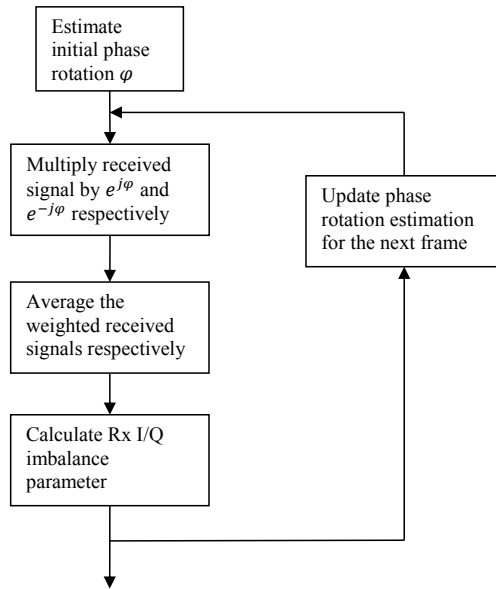 Estimate
initial phase
rotation φ
Multiply received
signal by e^{jφ} and
e^{-jφ} respectively
Average the
weighted received
signals respectively
Calculate Rx I/Q
imbalance
parameter
Update phase
rotation estimation
for the next frame